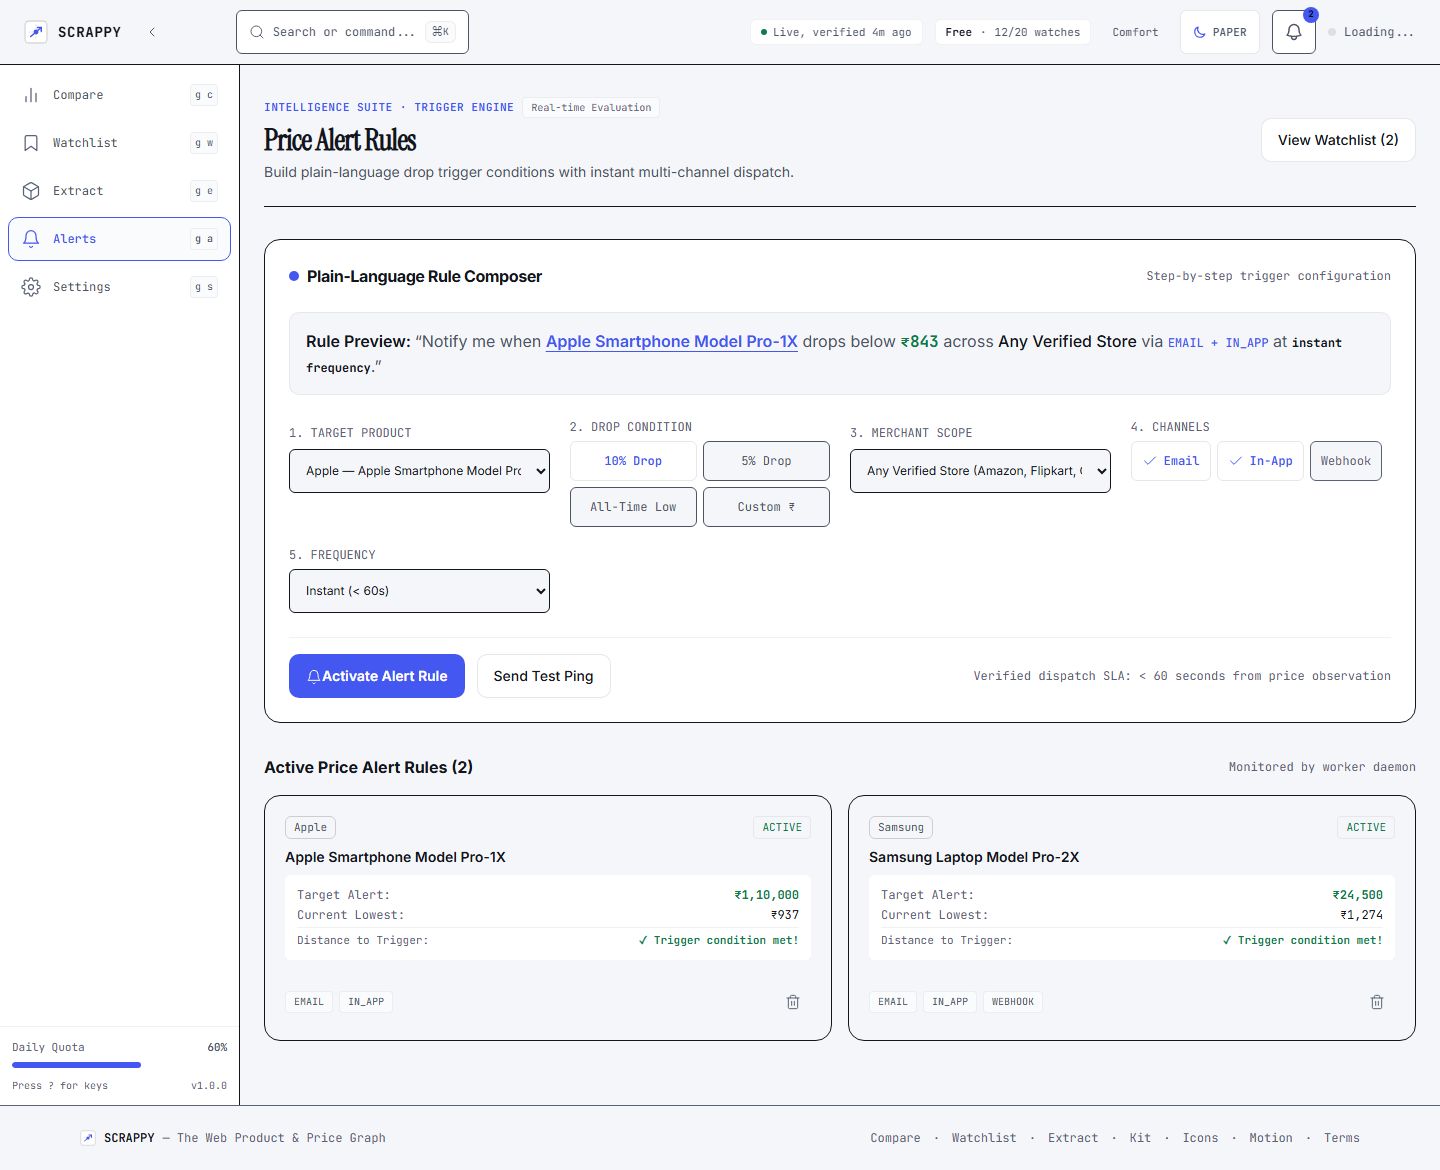 SCRAPPY
Search or command... ⌘K
Live, verified 4m ago
Free · 12/20 watches
Comfort
PAPER
2
Loading...
Compare g c
Watchlist g w
Extract g e
Alerts g a
Settings g s
INTELLIGENCE SUITE · TRIGGER ENGINE Real-time Evaluation
Price Alert Rules
Build plain-language drop trigger conditions with instant multi-channel dispatch.
View Watchlist (2)
Plain-Language Rule Composer
Step-by-step trigger configuration
Rule Preview: “Notify me when Apple Smartphone Model Pro-1X drops below ₹843 across Any Verified Store via EMAIL + IN_APP at instant
frequency.”
1. TARGET PRODUCT
Apple — Apple Smartphone Model Pro
2. DROP CONDITION
10% Drop
5% Drop
All-Time Low
Custom ₹
3. MERCHANT SCOPE
Any Verified Store (Amazon, Flipkart,
4. CHANNELS
✓ Email
✓ In-App
Webhook
5. FREQUENCY
Instant (< 60s)
Activate Alert Rule
Send Test Ping
Verified dispatch SLA: < 60 seconds from price observation
Active Price Alert Rules (2)
Monitored by worker daemon
Apple
ACTIVE
Apple Smartphone Model Pro-1X
Target Alert: ₹1,10,000
Current Lowest: ₹937
Distance to Trigger: ✓ Trigger condition met!
EMAIL IN_APP
Samsung
ACTIVE
Samsung Laptop Model Pro-2X
Target Alert: ₹24,500
Current Lowest: ₹1,274
Distance to Trigger: ✓ Trigger condition met!
EMAIL IN_APP WEBHOOK
Daily Quota 60%
Press ? for keys v1.0.0
SCRAPPY — The Web Product & Price Graph
Compare · Watchlist · Extract · Kit · Icons · Motion · Terms